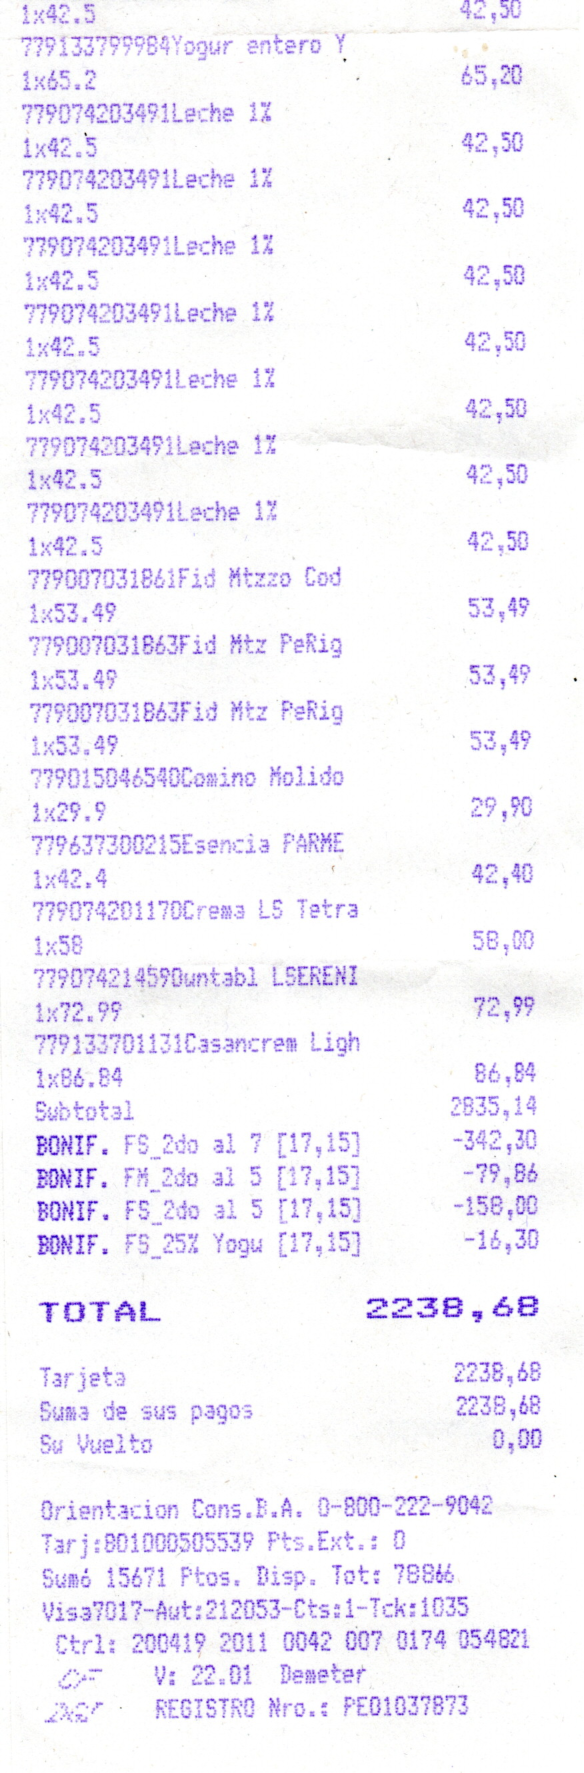 1x42.5 42,50
779133799984Yogur entero Y
1x65.2 65,20
779074203491Leche 1%
1x42.5 42,50
779074203491Leche 1%
1x42.5 42,50
779074203491Leche 1%
1x42.5 42,50
779074203491Leche 1%
1x42.5 42,50
779074203491Leche 1%
1x42.5 42,50
779074203491Leche 1%
1x42.5 42,50
779074203491Leche 1%
1x42.5 42,50
779007031861Fid Mtzzo Cod
1x53.49 53,49
779007031863Fid Mtz PeRig
1x53.49 53,49
779007031863Fid Mtz PeRig
1x53.49 53,49
779015046540Comino Molido
1x29.9 29,90
779637300215Esencia PARME
1x42.4 42,40
779074201170Crema LS Tetra
1x58 58,00
779074214590untabl LSERENI
1x72.99 72,99
779133701131Casancrem Ligh
1x86.84 86,84
Subtotal 2835,14
BONIF. FS_2do al 7 [17,15] -342,30
BONIF. FM_2do al 5 [17,15] -79,86
BONIF. FS_2do al 5 [17,15] -158,00
BONIF. FS_25% Yogu [17,15] -16,30
TOTAL 2238,68
Tarjeta 2238,68
Suma de sus pagos 2238,68
Su Vuelto 0,00
Orientacion Cons.B.A. 0-800-222-9042
Tarj:801000505539 Pts.Ext.: 0
Sumó 15671 Ptos. Disp. Tot: 78866
Visa7017-Aut:212053-Cts:1-Tck:1035
Ctrl: 200419 2011 0042 007 0174 054821
CF V: 22.01 Demeter
REGISTRO Nro.: PEO1037873